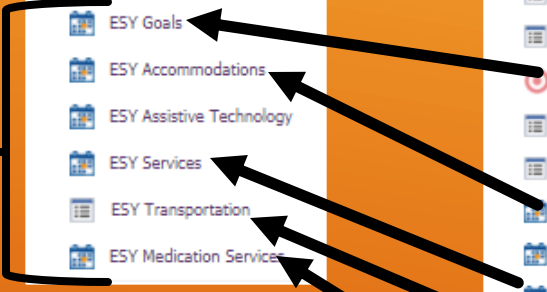 ESY Goals
ESY Accommodations
ESY Assistive Technology
ESY Services
ESY Transportation
ESY Medication Services